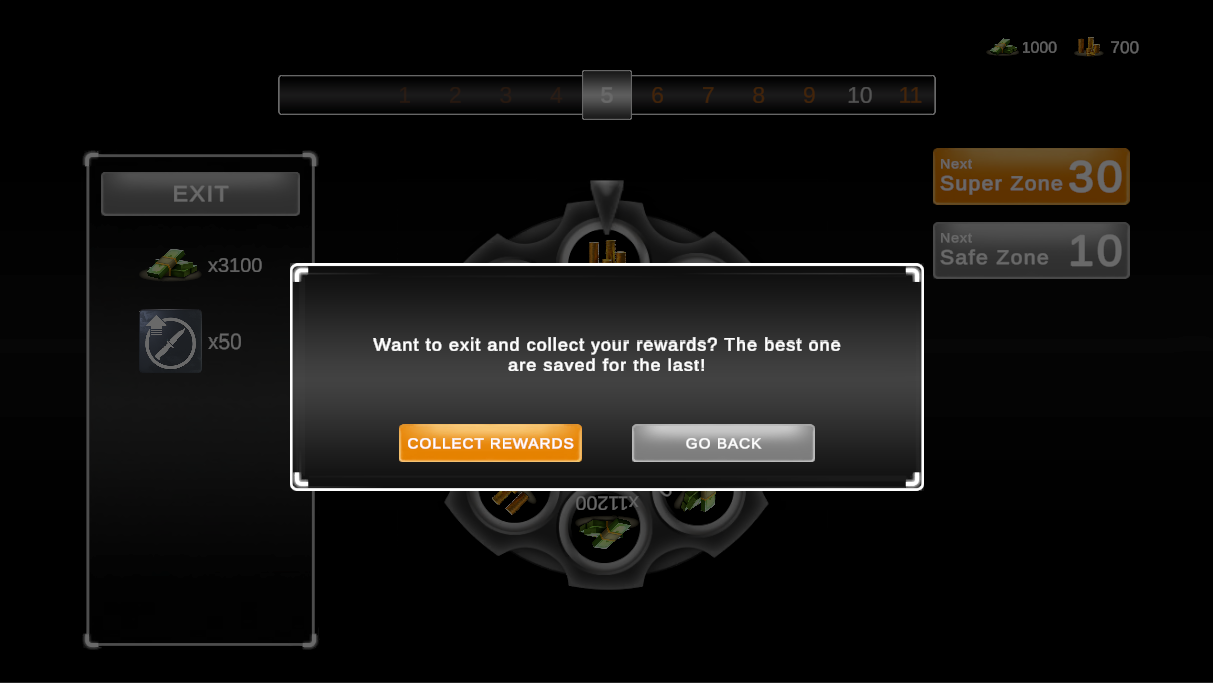 1000 700
1 2 3 4 5 6 7 8 9 10 11
EXIT
x3100
x50
Next
Super Zone 30
Next
Safe Zone 10
Want to exit and collect your rewards? The best one
are saved for the last!
COLLECT REWARDS
GO BACK
x11200